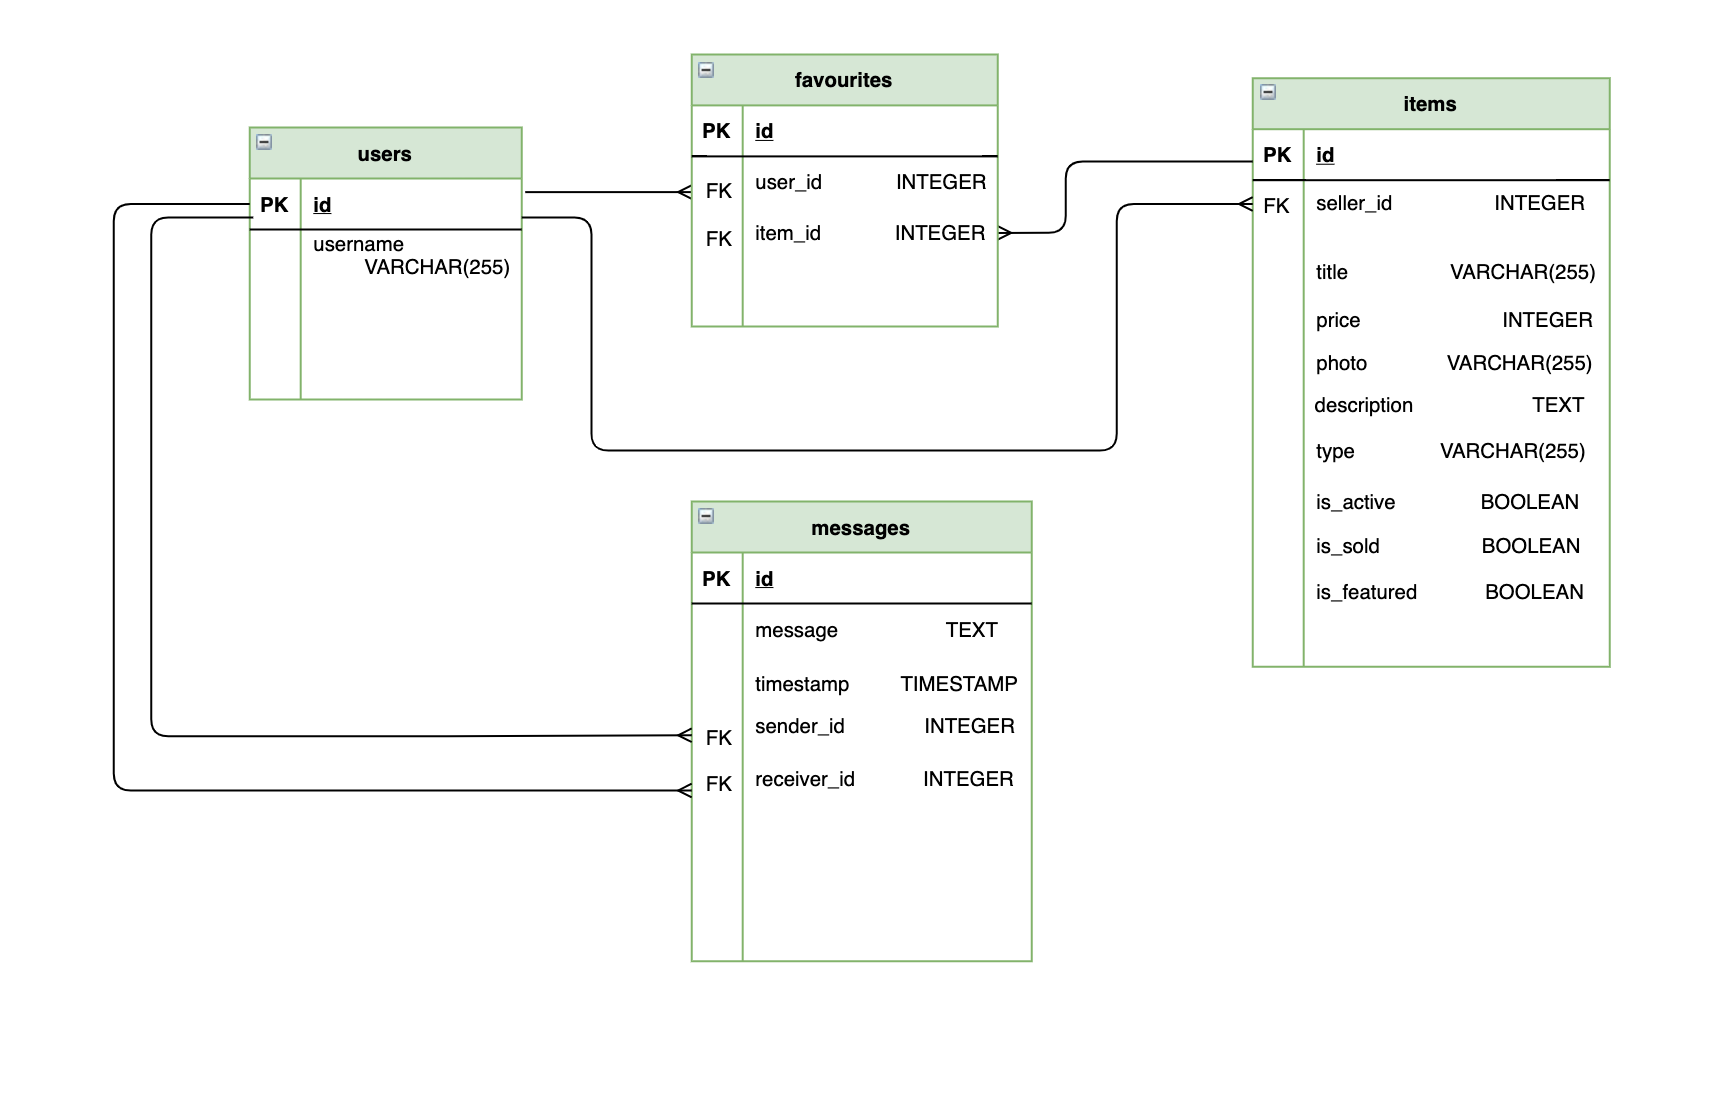 users
PK id
username
VARCHAR(255)
favourites
PK id
FK user_id INTEGER
FK item_id INTEGER
items
PK id
FK seller_id INTEGER
title VARCHAR(255)
price INTEGER
photo VARCHAR(255)
description TEXT
type VARCHAR(255)
is_active BOOLEAN
is_sold BOOLEAN
is_featured BOOLEAN
messages
PK id
message TEXT
timestamp TIMESTAMP
FK sender_id INTEGER
FK receiver_id INTEGER